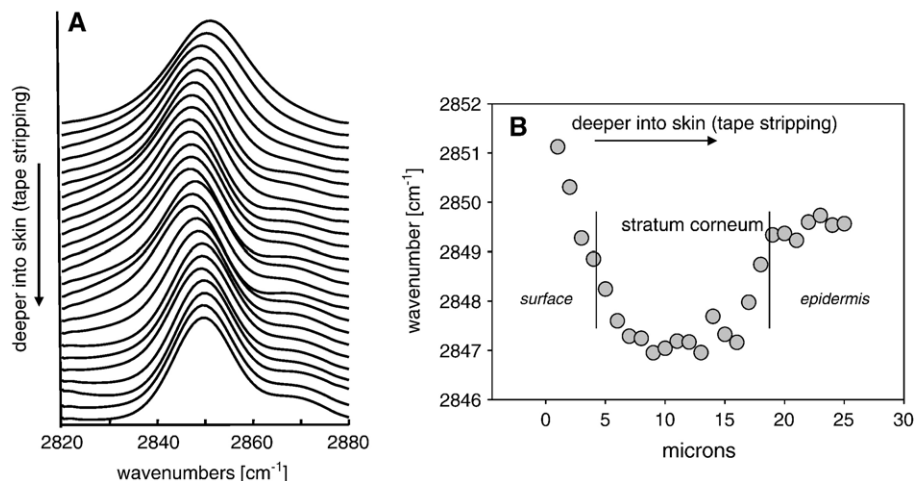 A
deeper into skin (tape stripping)
2820 2840 2860 2880
wavenumbers [cm⁻¹]
B
deeper into skin (tape stripping)
2852
2851
2850
2849
2848
2847
2846
wavenumber [cm⁻¹]
stratum corneum
surface
epidermis
0 5 10 15 20 25 30
microns